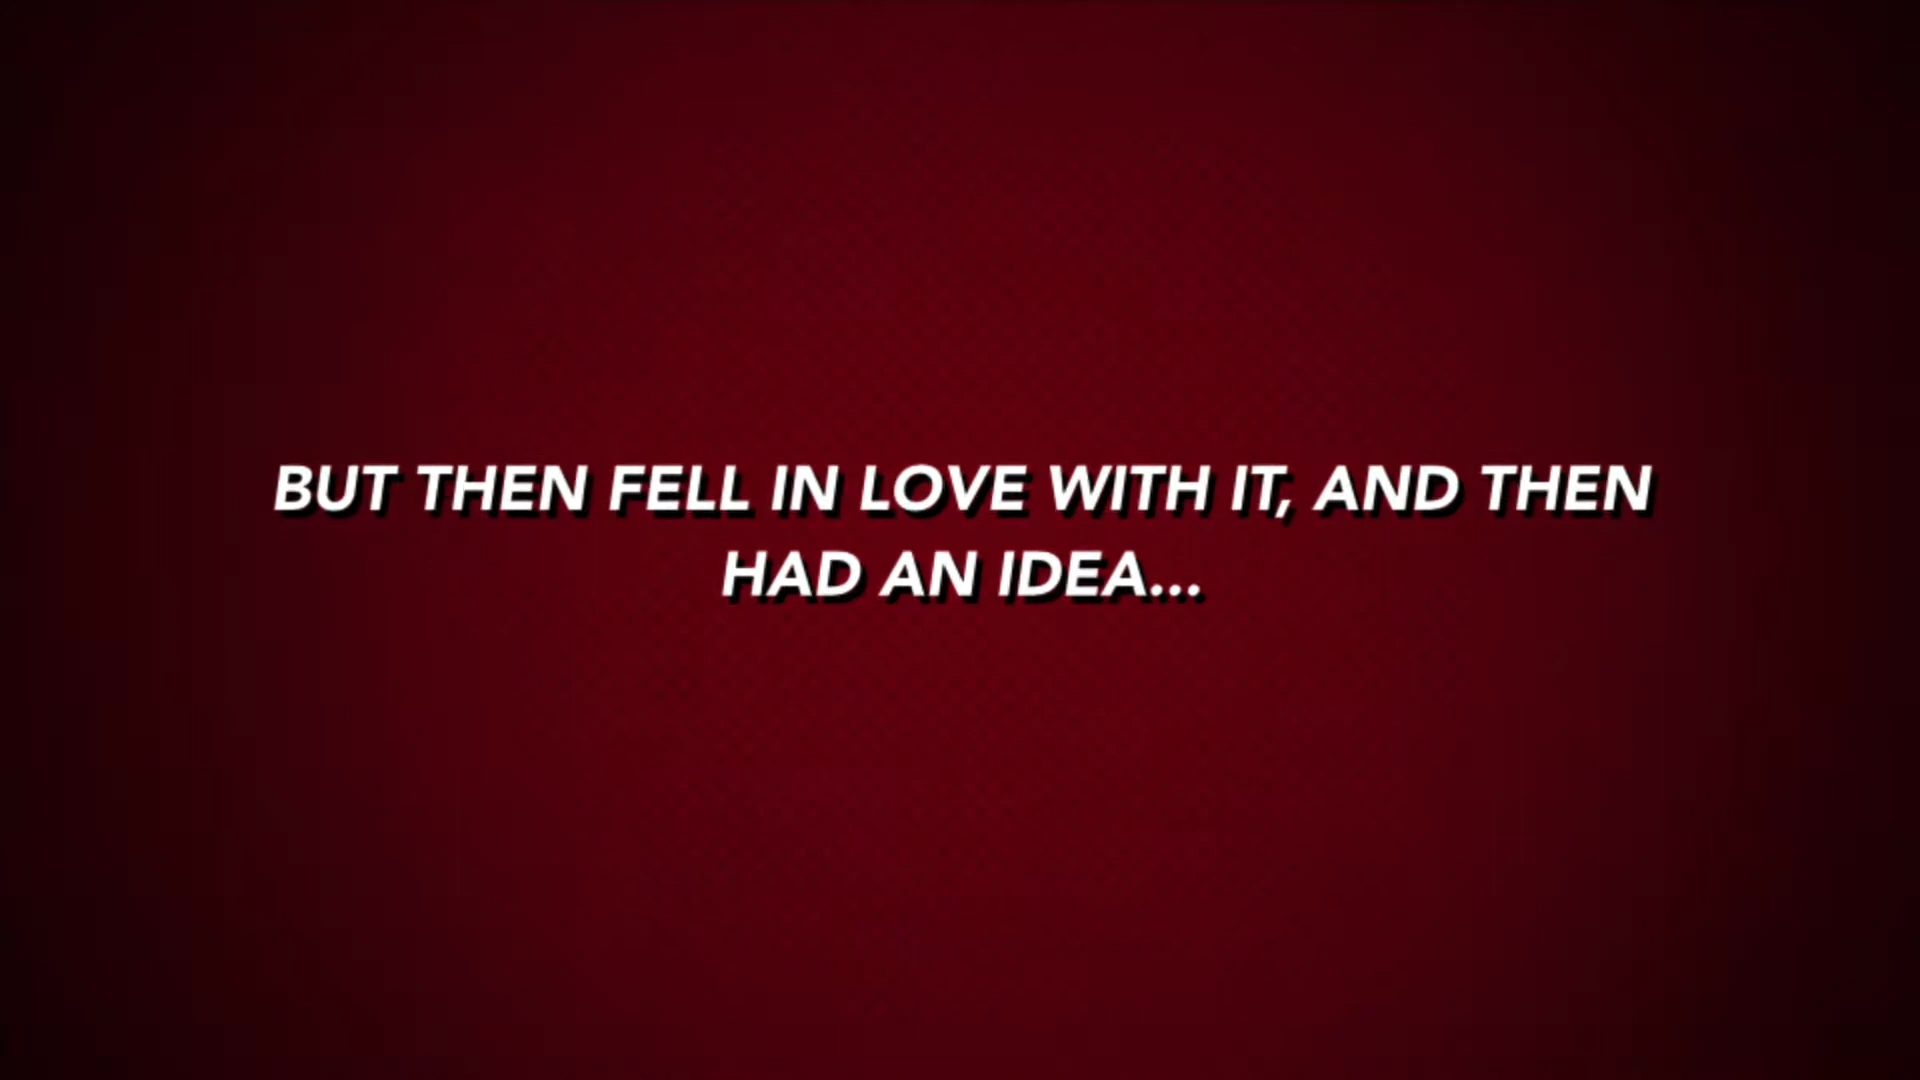 BUT THEN FELL IN LOVE WITH IT, AND THEN
HAD AN IDEA...